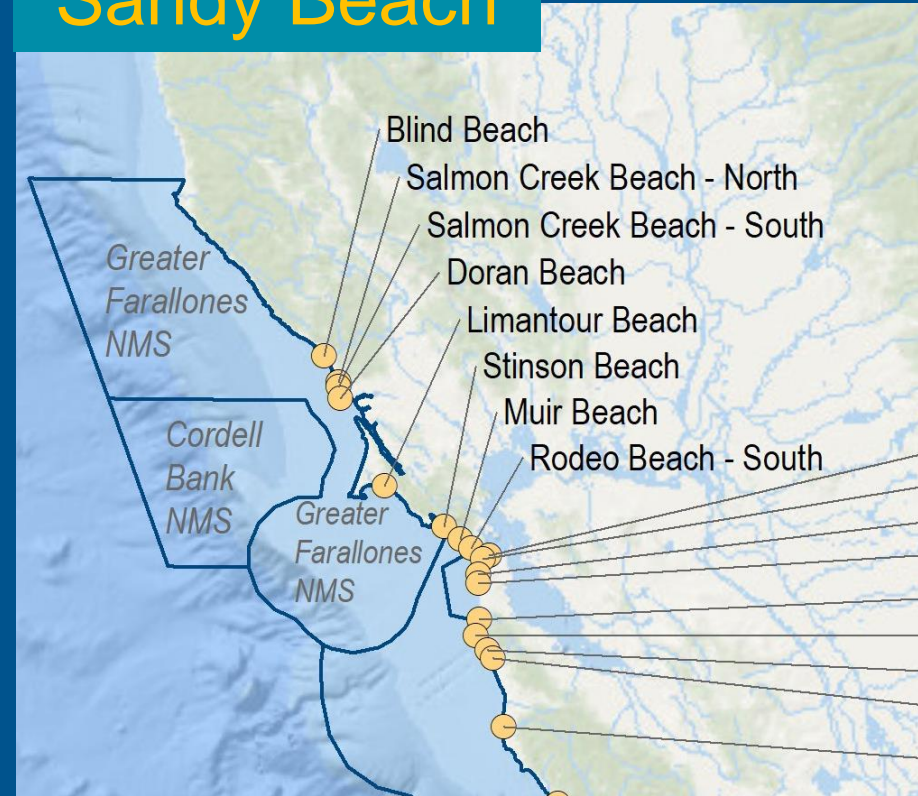 Sandy Beach
Blind Beach
Salmon Creek Beach - North
Salmon Creek Beach - South
Doran Beach
Limantour Beach
Stinson Beach
Muir Beach
Rodeo Beach - South
Greater
Farallones
NMS
Cordell
Bank
NMS
Greater
Farallones
NMS